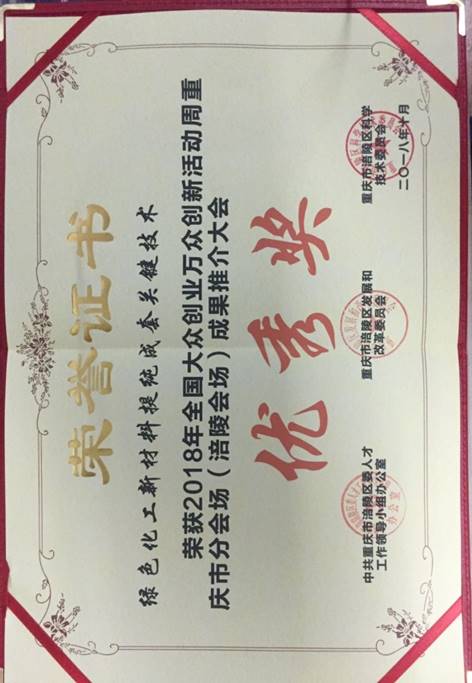 荣誉证书
绿色化工新材料提纯成套关键技术
荣获2018年全国大众创业万众创新活动周重
庆市分会场（涪陵会场）成果推介大会
优秀奖
中共重庆市涪陵区委人才
工作领导小组办公室
重庆市涪陵区发展和
改革委员会
重庆市涪陵区科学
技术委员会
二〇一八年十月